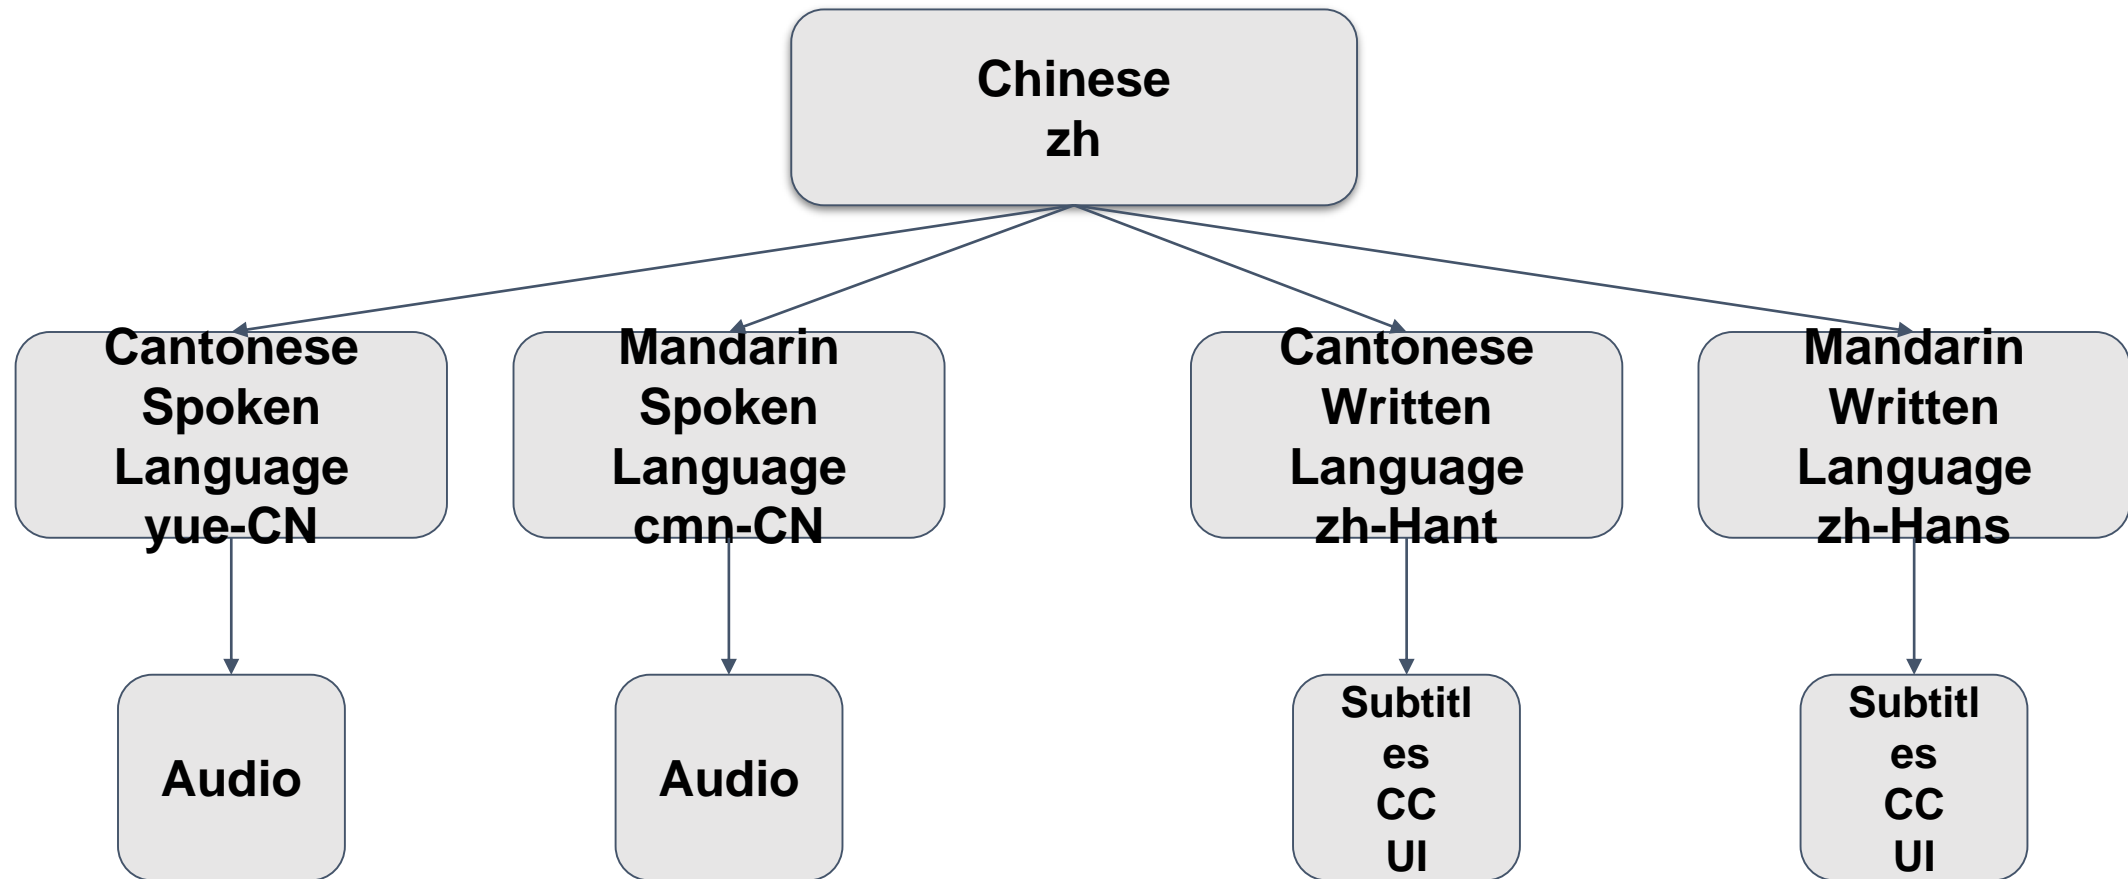 Chinese
zh
Cantonese
Spoken
Language
yue-CN
Mandarin
Spoken
Language
cmn-CN
Cantonese
Written
Language
zh-Hant
Mandarin
Written
Language
zh-Hans
Audio
Audio
Subtitl
es
CC
UI
Subtitl
es
CC
UI